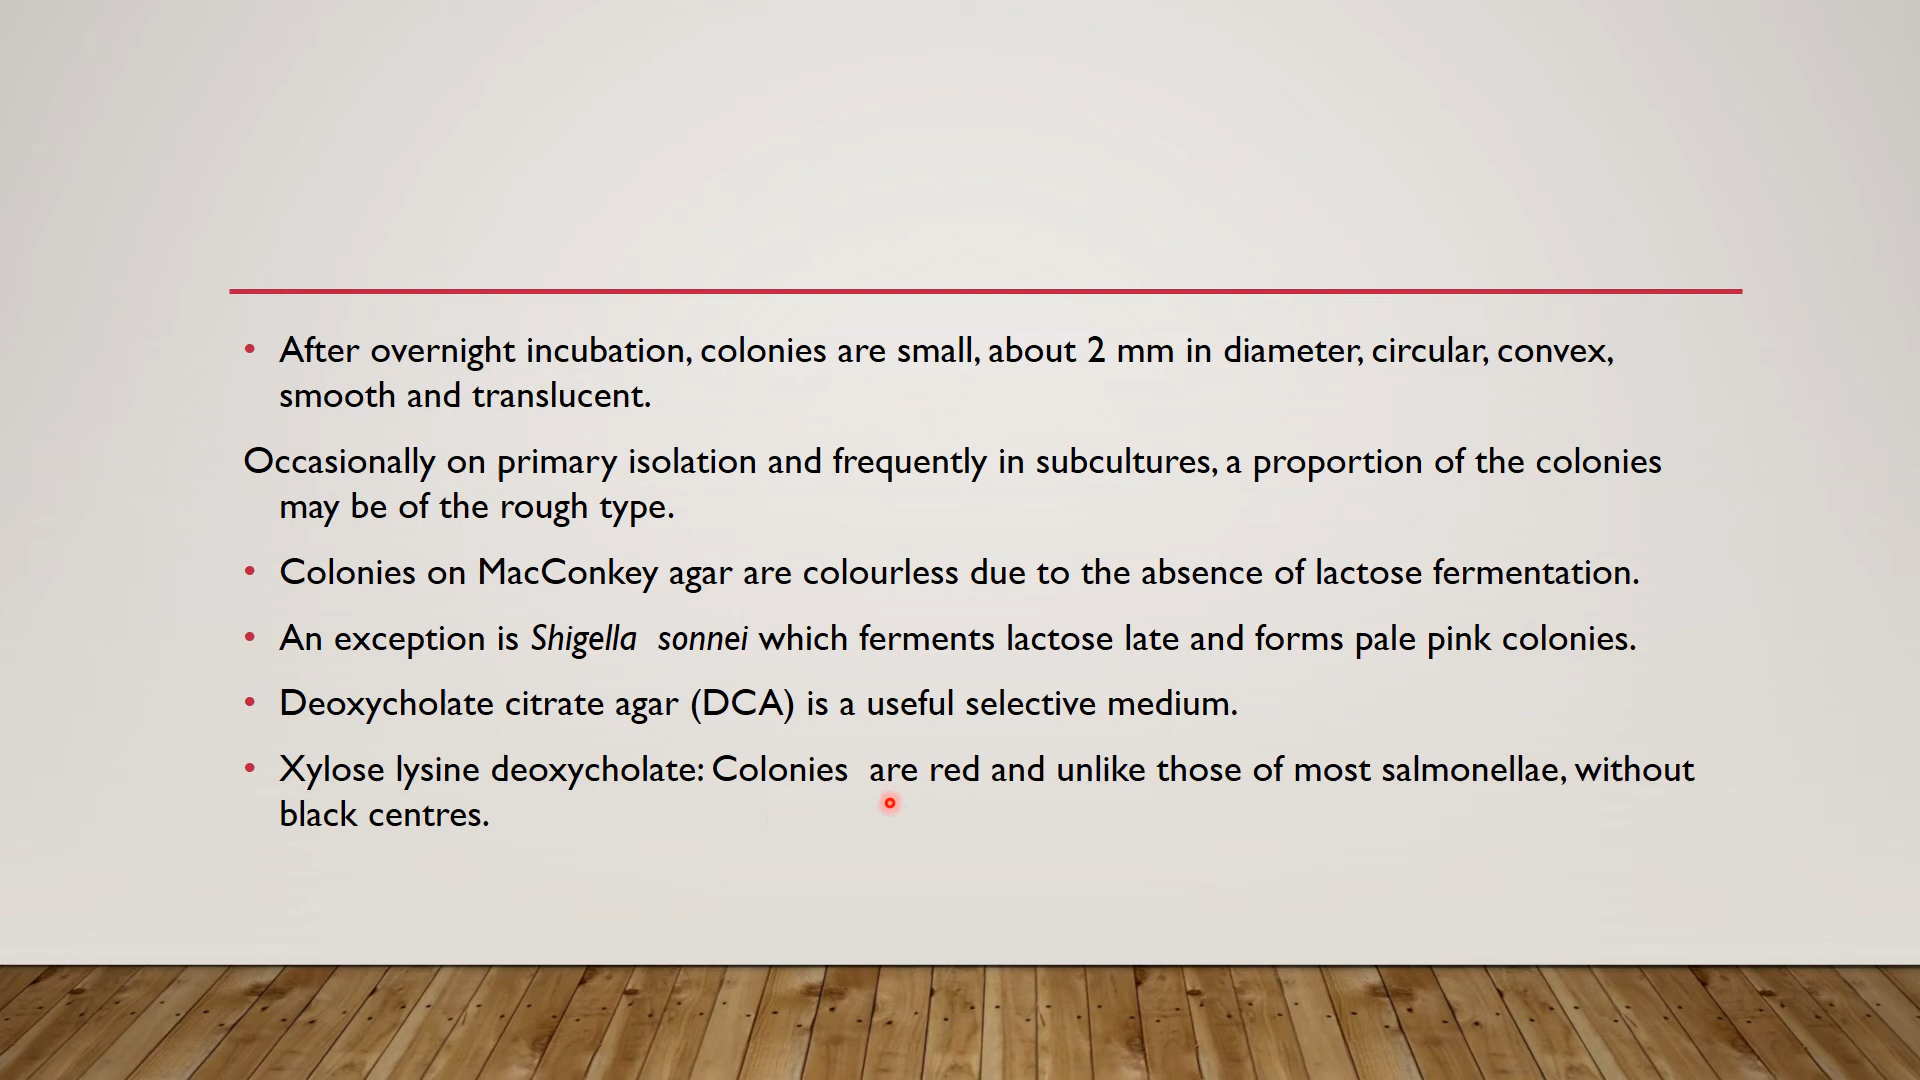 • After overnight incubation, colonies are small, about 2 mm in diameter, circular, convex,
smooth and translucent.
Occasionally on primary isolation and frequently in subcultures, a proportion of the colonies
may be of the rough type.
• Colonies on MacConkey agar are colourless due to the absence of lactose fermentation.
• An exception is Shigella  sonnei which ferments lactose late and forms pale pink colonies.
• Deoxycholate citrate agar (DCA) is a useful selective medium.
• Xylose lysine deoxycholate: Colonies  are red and unlike those of most salmonellae, without
black centres.